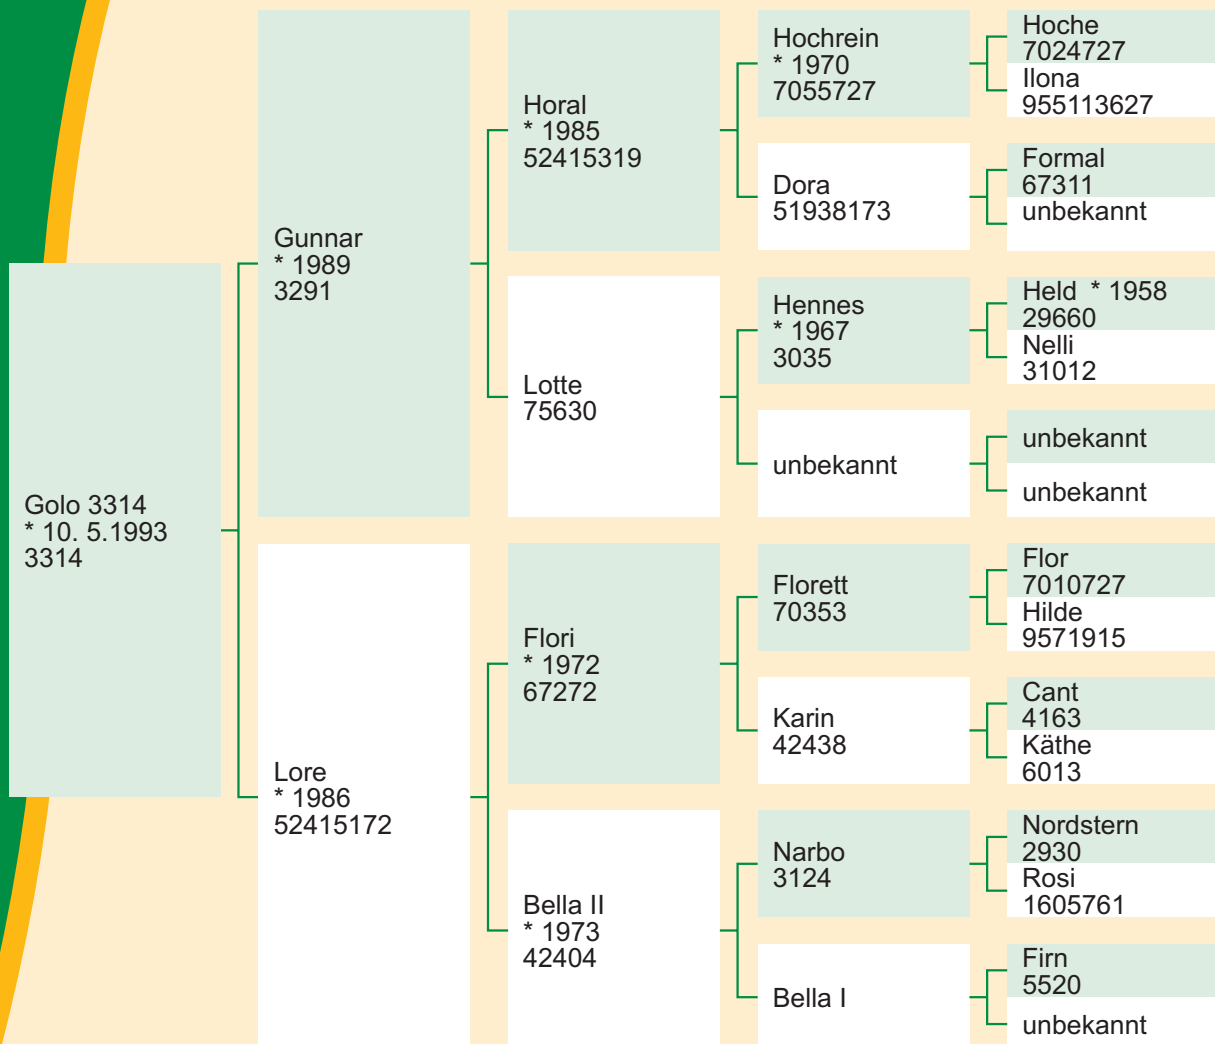 Golo 3314
* 10. 5.1993
3314
Gunnar
* 1989
3291
Lore
* 1986
52415172
Horal
* 1985
52415319
Lotte
75630
Flori
* 1972
67272
Bella II
* 1973
42404
Hochrein
* 1970
7055727
Dora
51938173
Hennes
* 1967
3035
unbekannt
Florett
70353
Karin
42438
Narbo
3124
Bella I
Hoche
7024727
Ilona
955113627
Formal
67311
unbekannt
Held * 1958
29660
Nelli
31012
unbekannt
unbekannt
Flor
7010727
Hilde
9571915
Cant
4163
Käthe
6013
Nordstern
2930
Rosi
1605761
Firn
5520
unbekannt